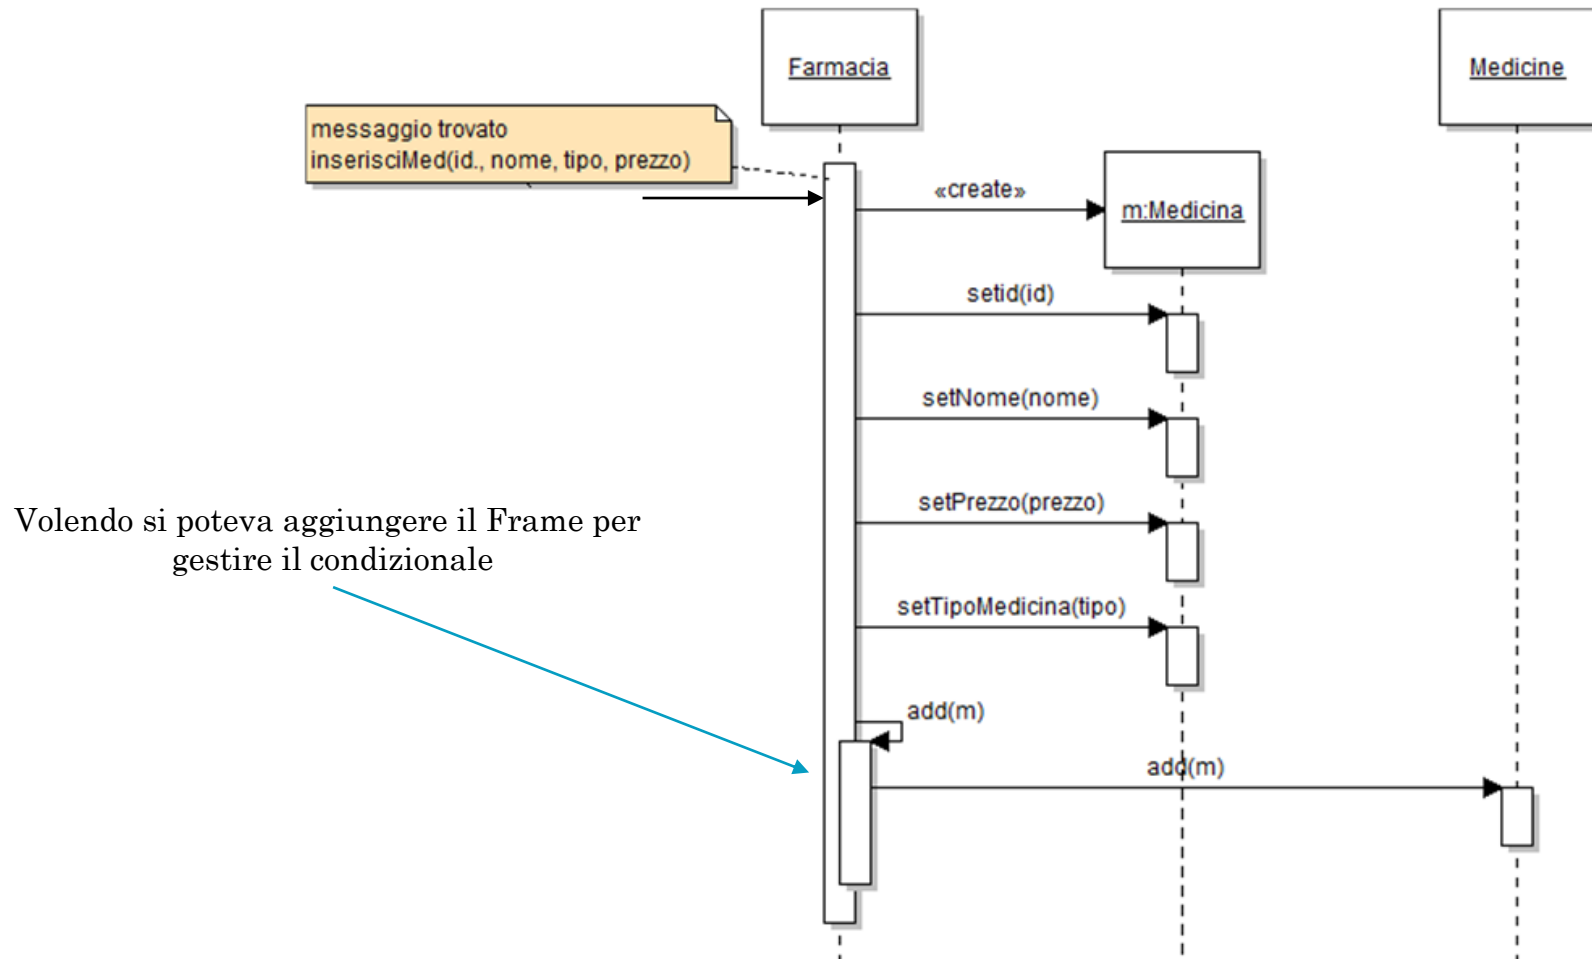 Farmacia
Medicine
messaggio trovato
inserisciMed(id., nome, tipo, prezzo)
«create»
m:Medicina
setid(id)
setNome(nome)
setPrezzo(prezzo)
Volendo si poteva aggiungere il Frame per
gestire il condizionale
setTipoMedicina(tipo)
add(m)
add(m)